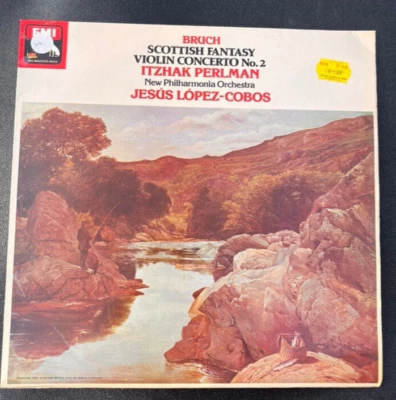 EMI
BRUCH
SCOTTISH FANTASY
VIOLIN CONCERTO No. 2
ITZHAK PERLMAN
New Philharmonia Orchestra
JESÚS LÓPEZ-COBOS